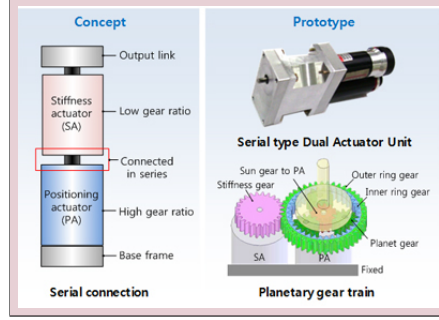 Concept
Output link
Stiffness
actuator
(SA)
Low gear ratio
Connected
in series
Positioning
actuator
(PA)
High gear ratio
Base frame
Serial connection
Prototype
Serial type Dual Actuator Unit
Sun gear to PA
Stiffness gear
Outer ring gear
Inner ring gear
Planet gear
SA
PA
Fixed
Planetary gear train